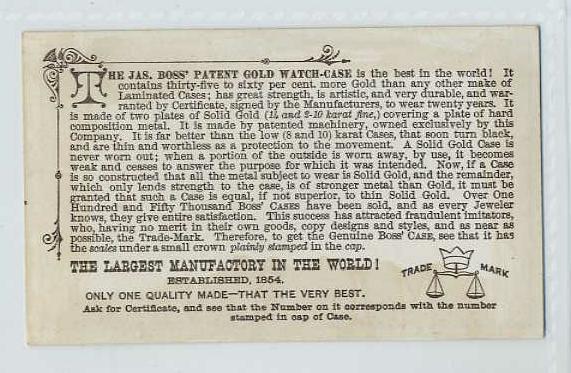 THE JAS. BOSS' PATENT GOLD WATCH-CASE is the best in the world! It
contains thirty-five to sixty per cent. more Gold than any other make of
Laminated Cases; has great strength, is artistic, and very durable, and war-
ranted by Certificate, signed by the Manufacturers, to wear twenty years. It
is made of two plates of Solid Gold (14 and 2-10 karat fine,) covering a plate of hard
composition metal. It is made by patented machinery, owned exclusively by this
Company. It is far better than the low (8 and 10) karat Cases, that soon turn black,
and are thin and worthless as a protection to the movement. A Solid Gold Case is
never worn out; when a portion of the outside is worn away, by use, it becomes
weak and ceases to answer the purpose for which it was intended. Now, if a Case
is so constructed that all the metal subject to wear is Solid Gold, and the remainder,
which only lends strength to the case, is of stronger metal than Gold, it must be
granted that such a Case is equal, if not superior, to thin Solid Gold. Over One
Hundred and Fifty Thousand BOSS' CASES have been sold, and as every Jeweler
knows, they give entire satisfaction. This success has attracted fraudulent imitators,
who, having no merit in their own goods, copy designs and styles, and as near as
possible, the Trade-Mark. Therefore, to get the Genuine BOSS' CASE, see that it has
the scales under a small crown plainly stamped in the cap.
THE LARGEST MANUFACTORY IN THE WORLD!
ESTABLISHED, 1854.
TRADE MARK
ONLY ONE QUALITY MADE—THAT THE VERY BEST.
Ask for Certificate, and see that the Number on it corresponds with the number
stamped in cap of Case.